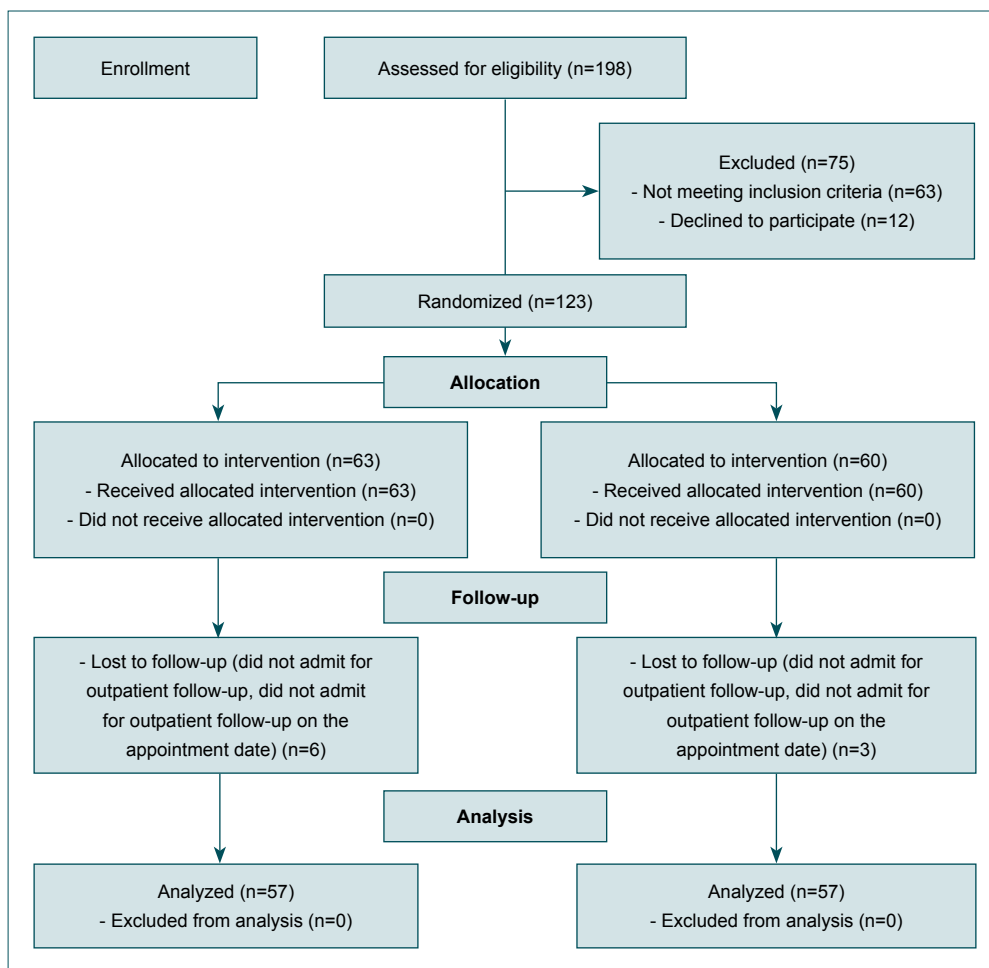 Enrollment
Assessed for eligibility (n=198)
Excluded (n=75)
- Not meeting inclusion criteria (n=63)
- Declined to participate (n=12)
Randomized (n=123)
Allocation
Allocated to intervention (n=63)
- Received allocated intervention (n=63)
- Did not receive allocated intervention (n=0)
Allocated to intervention (n=60)
- Received allocated intervention (n=60)
- Did not receive allocated intervention (n=0)
Follow-up
- Lost to follow-up (did not admit for
outpatient follow-up, did not admit
for outpatient follow-up on the
appointment date) (n=6)
- Lost to follow-up (did not admit for
outpatient follow-up, did not admit for
outpatient follow-up on the
appointment date) (n=3)
Analysis
Analyzed (n=57)
- Excluded from analysis (n=0)
Analyzed (n=57)
- Excluded from analysis (n=0)